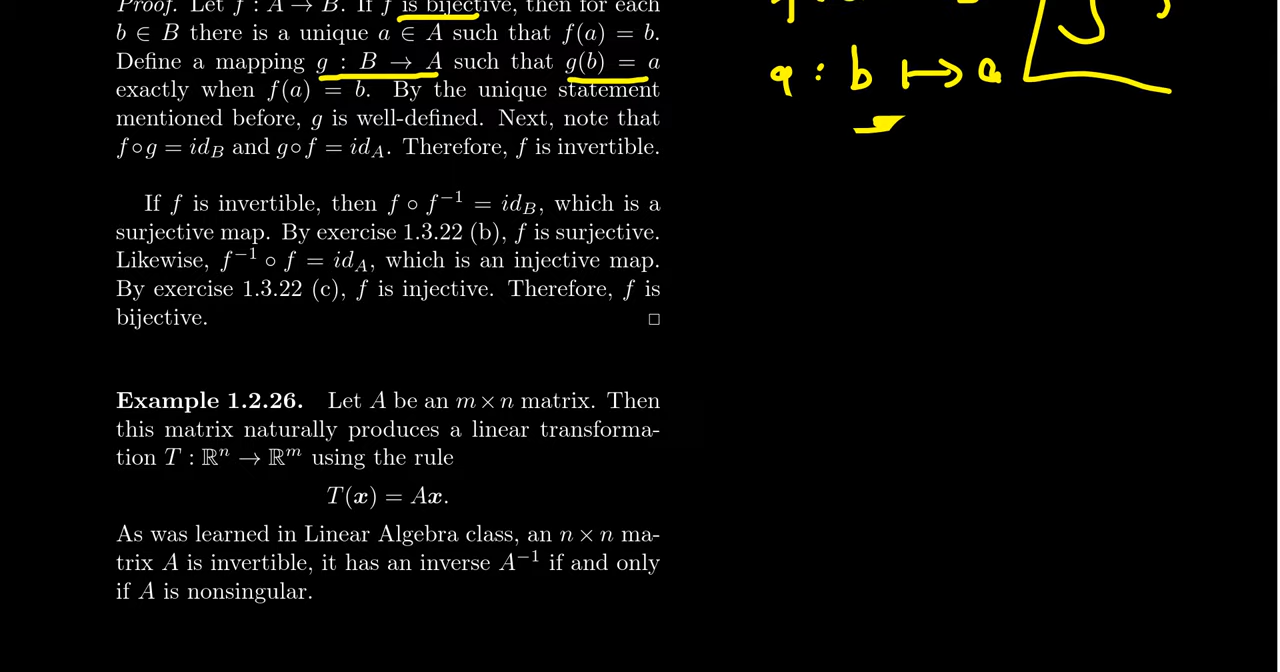 Proof. Let f : A → B. If f is bijective, then for each
b ∈ B there is a unique a ∈ A such that f(a) = b.
Define a mapping g : B → A such that g(b) = a
exactly when f(a) = b. By the unique statement
mentioned before, g is well-defined. Next, note that
f∘g = id_B and g∘f = id_A. Therefore, f is invertible.
If f is invertible, then f ∘ f⁻¹ = id_B, which is a
surjective map. By exercise 1.3.22 (b), f is surjective.
Likewise, f⁻¹ ∘ f = id_A, which is an injective map.
By exercise 1.3.22 (c), f is injective. Therefore, f is
bijective. □
Example 1.2.26. Let A be an m × n matrix. Then
this matrix naturally produces a linear transforma-
tion T : ℝⁿ → ℝᵐ using the rule
T(x) = Ax.
As was learned in Linear Algebra class, an n × n ma-
trix A is invertible, it has an inverse A⁻¹ if and only
if A is nonsingular.
g : b ↦ a